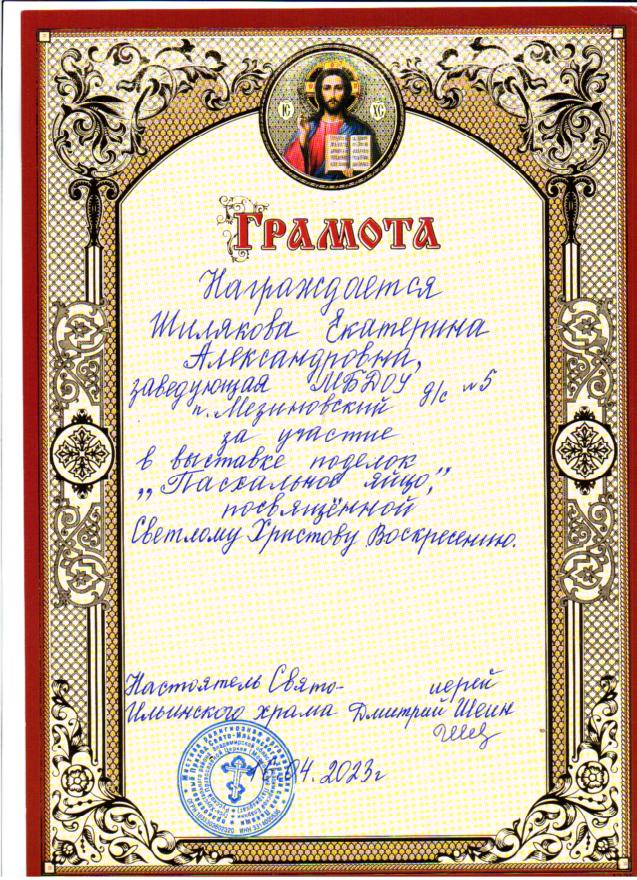 IC XC
ГРАМОТА
Награждается
Шилякова Екатерина
Александровна,
заведующая МБДОУ д/с №5
п. Мезиновский
за участие
в выставке поделок
„Пасхальное яйцо,"
посвящённой
Светлому Христову Воскресению.
Настоятель Свято- иерей
Ильинского храма Дмитрий Шеин
16.04.2023г